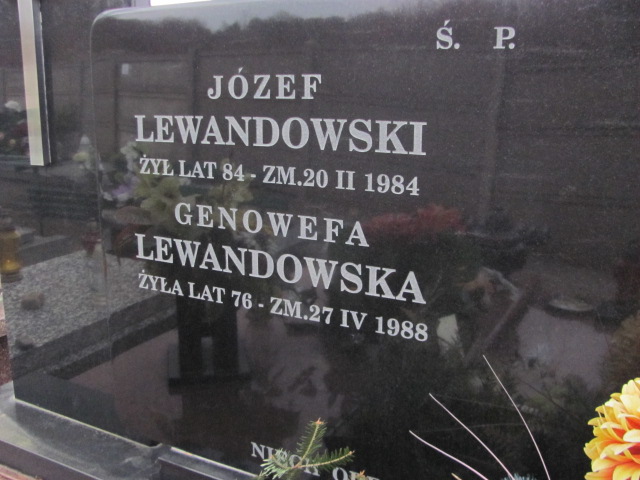 Ś. P.
JÓZEF
LEWANDOWSKI
ŻYŁ LAT 84 - ZM.20 II 1984
GENOWEFA
LEWANDOWSKA
ŻYŁA LAT 76 - ZM.27 IV 1988